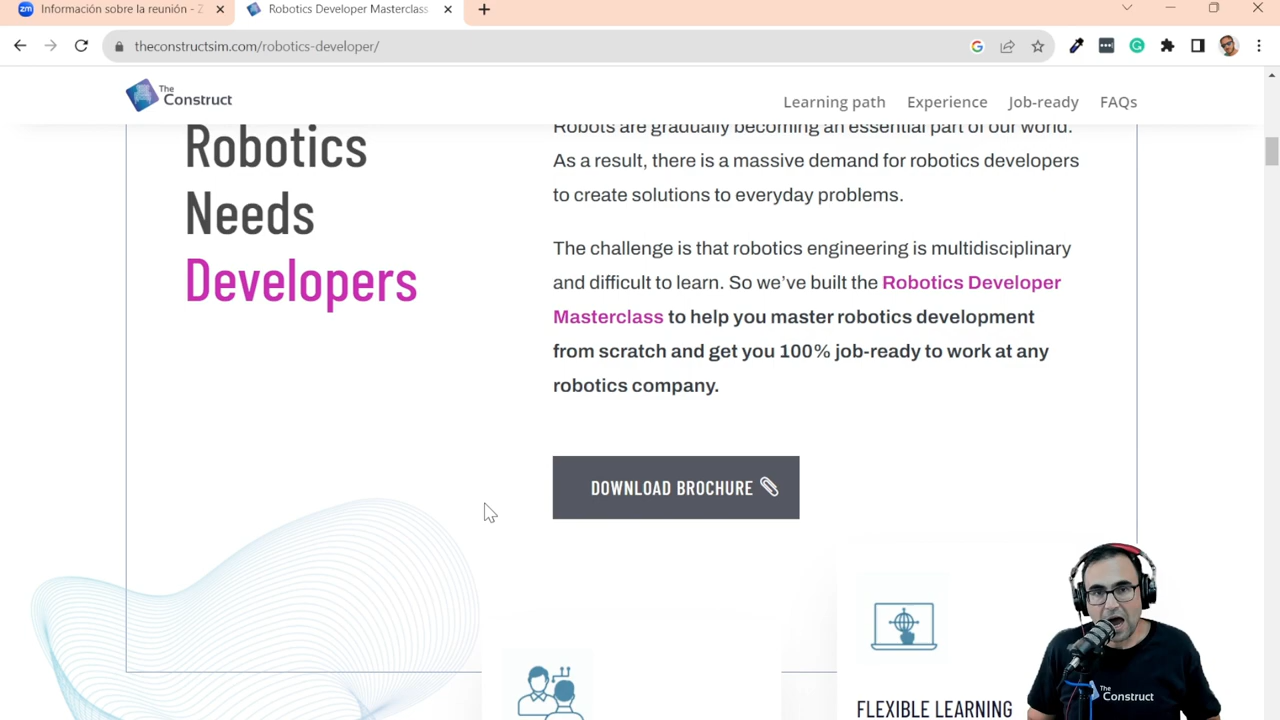 Información sobre la reunión - Z
Robotics Developer Masterclass
theconstructsim.com/robotics-developer/
The Construct
Learning path
Experience
Job-ready
FAQs
Robotics
Needs
Developers
Robots are gradually becoming an essential part of our world.
As a result, there is a massive demand for robotics developers
to create solutions to everyday problems.
The challenge is that robotics engineering is multidisciplinary
and difficult to learn. So we've built the Robotics Developer
Masterclass to help you master robotics development
from scratch and get you 100% job-ready to work at any
robotics company.
DOWNLOAD BROCHURE
FLEXIBLE LEARNING
The Construct